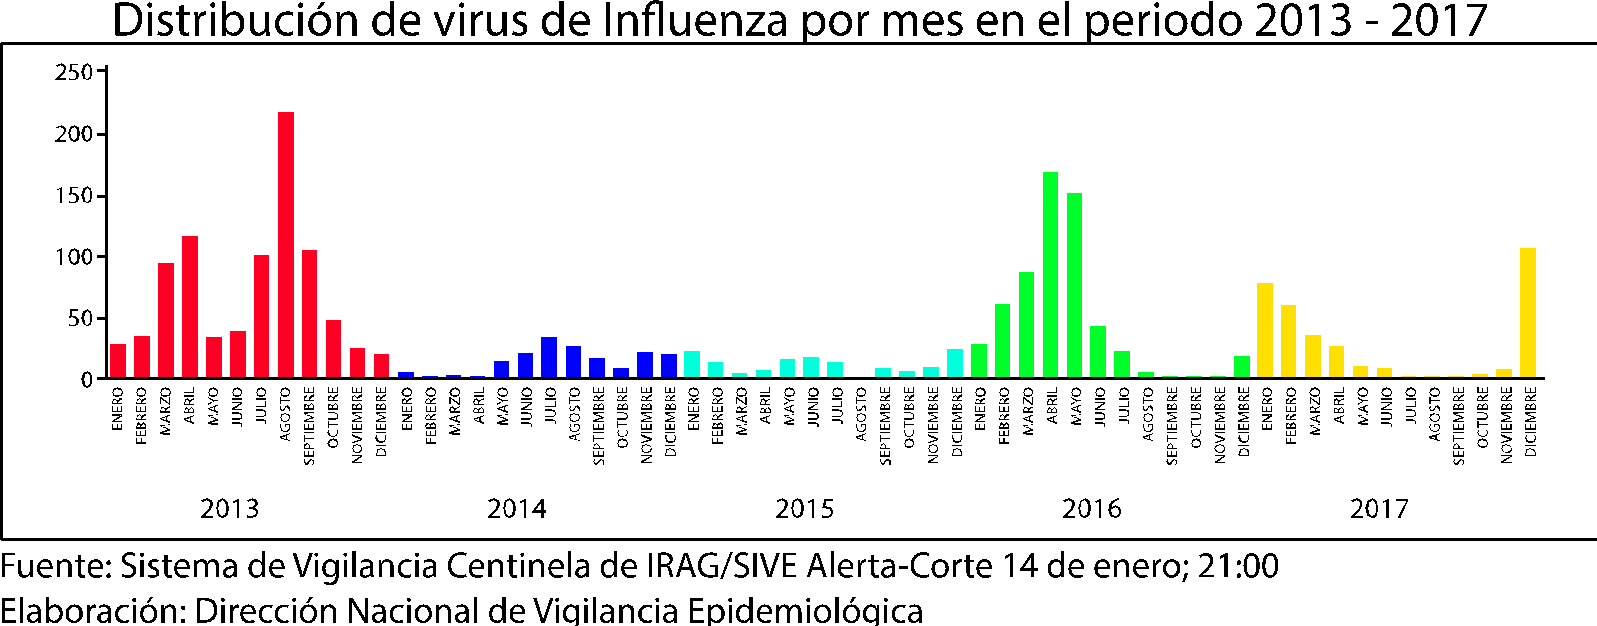 Distribución de virus de Influenza por mes en el periodo 2013 - 2017
250
200
150
100
50
0
ENERO
FEBRERO
MARZO
ABRIL
MAYO
JUNIO
JULIO
AGOSTO
SEPTIEMBRE
OCTUBRE
NOVIEMBRE
DICIEMBRE
ENERO
FEBRERO
MARZO
ABRIL
MAYO
JUNIO
JULIO
AGOSTO
SEPTIEMBRE
OCTUBRE
NOVIEMBRE
DICIEMBRE
ENERO
FEBRERO
MARZO
ABRIL
MAYO
JUNIO
JULIO
AGOSTO
SEPTIEMBRE
OCTUBRE
NOVIEMBRE
DICIEMBRE
ENERO
FEBRERO
MARZO
ABRIL
MAYO
JUNIO
JULIO
AGOSTO
SEPTIEMBRE
OCTUBRE
NOVIEMBRE
DICIEMBRE
ENERO
FEBRERO
MARZO
ABRIL
MAYO
JUNIO
JULIO
AGOSTO
SEPTIEMBRE
OCTUBRE
NOVIEMBRE
DICIEMBRE
2013
2014
2015
2016
2017
Fuente: Sistema de Vigilancia Centinela de IRAG/SIVE Alerta-Corte 14 de enero; 21:00
Elaboración: Dirección Nacional de Vigilancia Epidemiológica